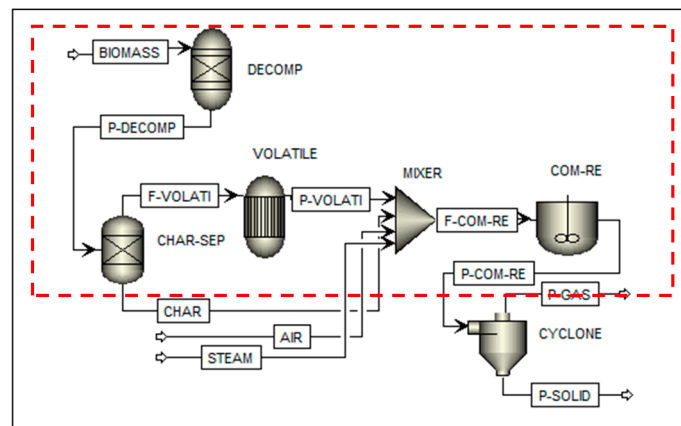 BIOMASS
DECOMP
P-DECOMP
VOLATILE
MIXER
COM-RE
F-VOLATI
P-VOLATI
F-COM-RE
CHAR-SEP
P-COM-RE
P-GAS
CHAR
AIR
CYCLONE
STEAM
P-SOLID